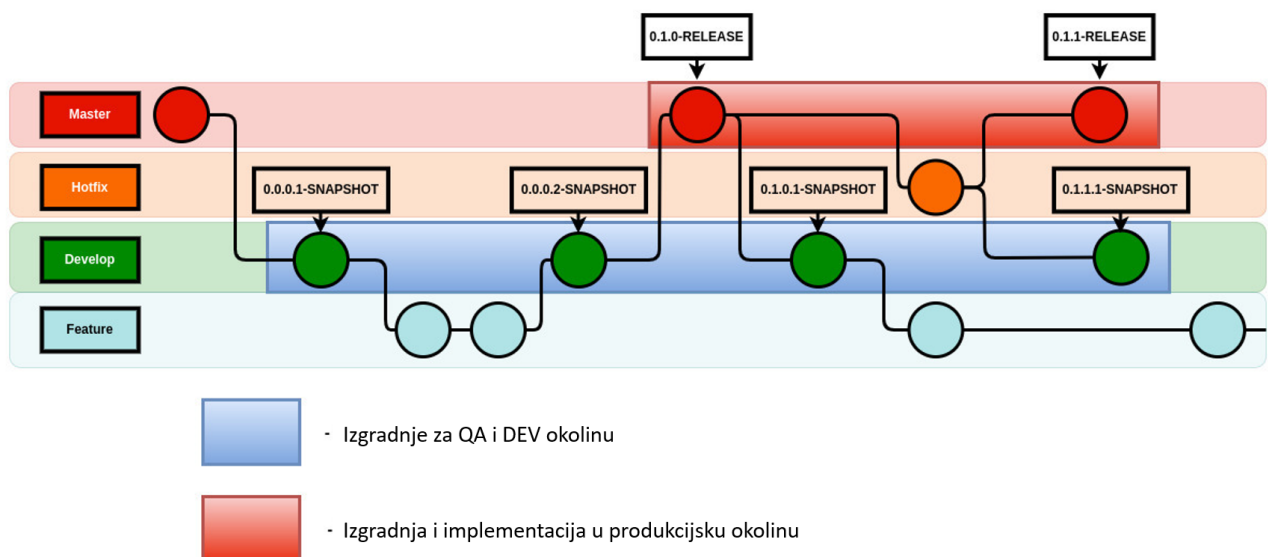 0.1.0-RELEASE
0.1.1-RELEASE
Master
Hotfix
0.0.0.1-SNAPSHOT
0.0.0.2-SNAPSHOT
0.1.0.1-SNAPSHOT
0.1.1.1-SNAPSHOT
Develop
Feature
- Izgradnje za QA i DEV okolinu
- Izgradnja i implementacija u produkcijsku okolinu